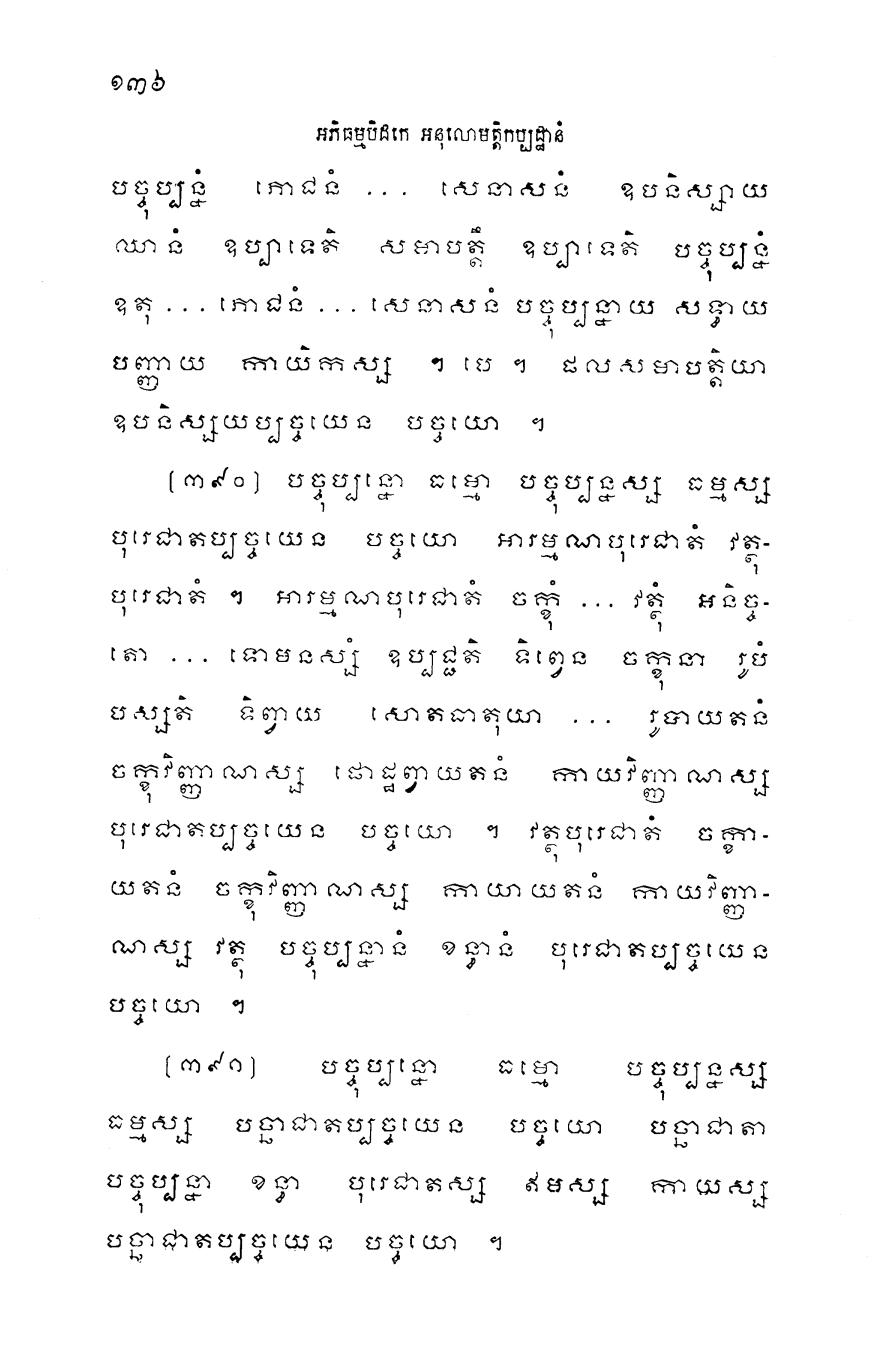 ១៣៦
អភិធម្មបិដកេ អនុលោមត្តិកប្បដ្ឋានំ
បច្ចុប្បន្នំ ភោជនំ ... សេនាសនំ ឧបនិស្សាយ
ឈានំ ឧប្បាទេតិ សមាបត្តឹ ឧប្បាទេតិ បច្ចុប្បន្នំ
ឧតុ ... ភោជនំ ... សេនាសនំ បច្ចុប្បន្នាយ សទ្ធាយ
បញ្ញាយ កាយិកស្ស ។ បេ ។ ផលសមាបត្តិយា
ឧបនិស្សយប្បច្ចយេន បច្ចយោ ។
(៣៩០) បច្ចុប្បន្នោ ធម្មោ បច្ចុប្បន្នស្ស ធម្មស្ស
បុរេជាតប្បច្ចយេន បច្ចយោ អារម្មណបុរេជាតំ វត្ថុ-
បុរេជាតំ ។ អារម្មណបុរេជាតំ ចក្ខុំ ... វត្ថុំ អនិច្ច-
តោ ... ទោមនស្សំ ឧប្បជ្ជតិ ទិព្វេន ចក្ខុនា រូបំ
បស្សតិ ទិព្វាយ សោតធាតុយា ... រូបាយតនំ
ចក្ខុវិញ្ញាណស្ស ផោដ្ឋព្វាយតនំ កាយវិញ្ញាណស្ស
បុរេជាតប្បច្ចយេន បច្ចយោ ។ វត្ថុបុរេជាតំ ចក្ខា-
យតនំ ចក្ខុវិញ្ញាណស្ស កាយាយតនំ កាយវិញ្ញា-
ណស្ស វត្ថុ បច្ចុប្បន្នានំ ខន្ធានំ បុរេជាតប្បច្ចយេន
បច្ចយោ ។
(៣៩១) បច្ចុប្បន្នោ ធម្មោ បច្ចុប្បន្នស្ស
ធម្មស្ស បច្ឆាជាតប្បច្ចយេន បច្ចយោ បច្ឆាជាតា
បច្ចុប្បន្នា ខន្ធា បុរេជាតស្ស ឥមស្ស កាយស្ស
បច្ឆាជាតប្បច្ចយេន បច្ចយោ ។